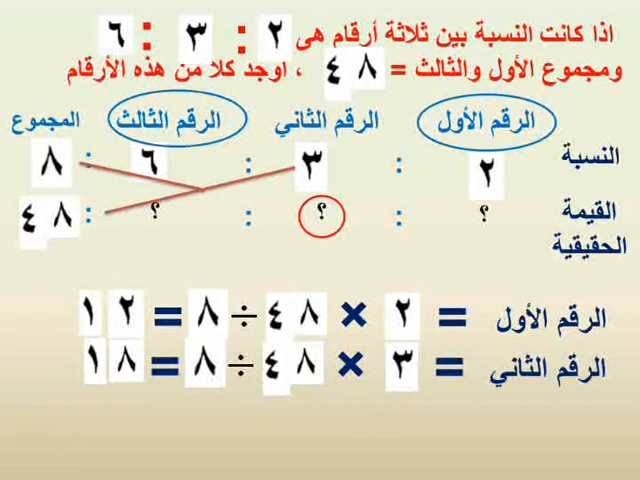 اذا كانت النسبة بين ثلاثة أرقام هى ٢ : ٣ : ٦
ومجموع الأول والثالث = ٤٨ ، اوجد كلا من هذه الأرقام
الرقم الأول الرقم الثاني الرقم الثالث المجموع
النسبة ٢ : ٣ : ٦ : ٨
القيمة الحقيقية ؟ : ؟ : ؟ : ٤٨
الرقم الأول = ٢ × ٤٨ ÷ ٨ = ١٢
الرقم الثاني = ٣ × ٤٨ ÷ ٨ = ١٨